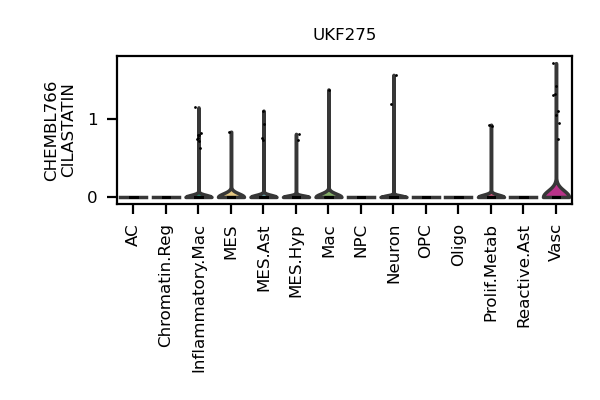 UKF275
CHEMBL766
CILASTATIN
1
0
AC
Chromatin.Reg
Inflammatory.Mac
MES
MES.Ast
MES.Hyp
Mac
NPC
Neuron
OPC
Oligo
Prolif.Metab
Reactive.Ast
Vasc